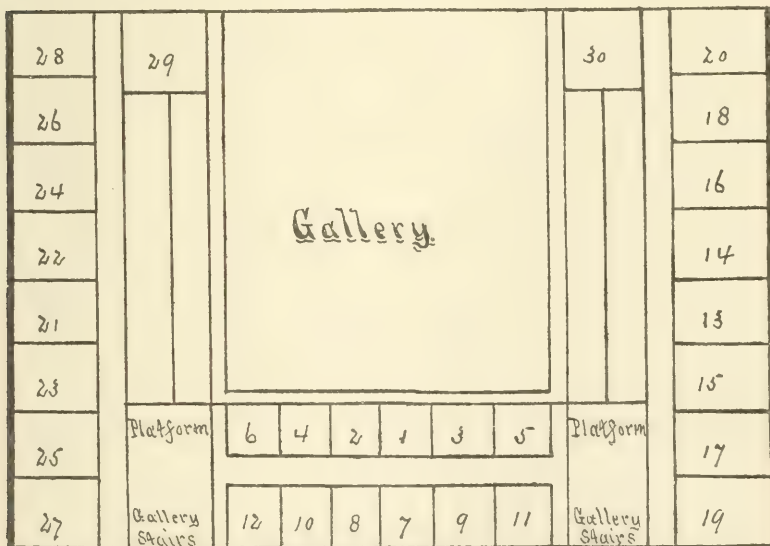 28 29 30 20
26 18
24 16
Gallery.
22 14
21 13
23 15
Platform 6 4 2 1 3 5 Platform
25 17
27 Gallery 12 10 8 7 9 11 Gallery 19
Stairs Stairs